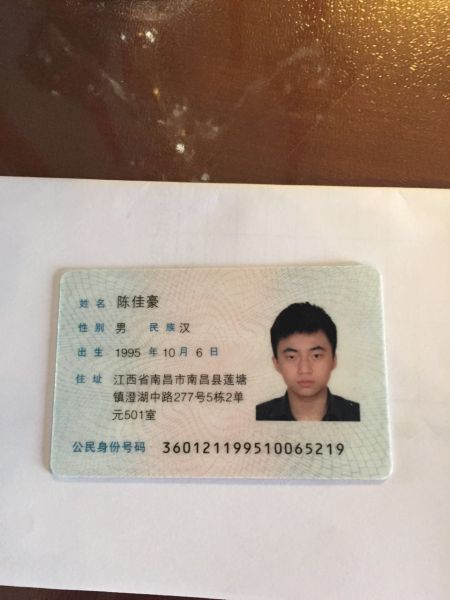 姓名 陈佳豪
性别 男 民族 汉
出生 1995 年 10 月 6 日
住址 江西省南昌市南昌县莲塘
镇澄湖中路277号5栋2单
元501室
公民身份号码 360121199510065219